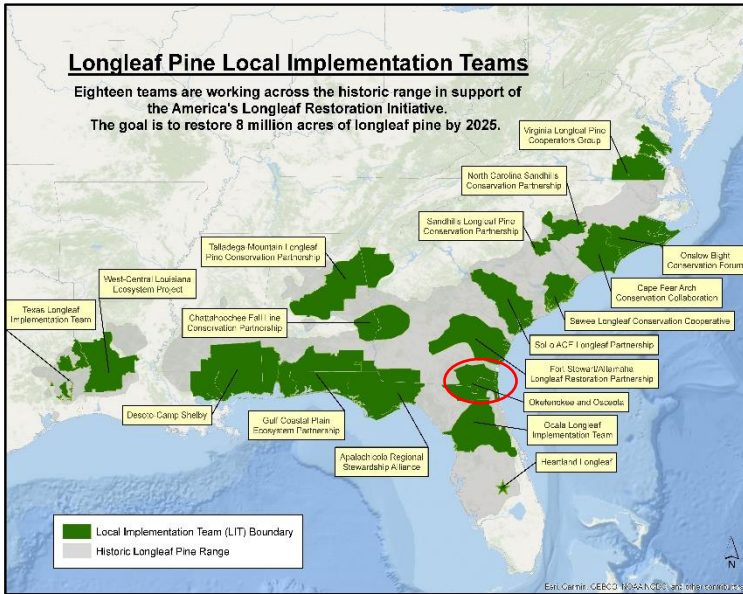 Longleaf Pine Local Implementation Teams
Eighteen teams are working across the historic range in support of
the America's Longleaf Restoration Initiative.
The goal is to restore 8 million acres of longleaf pine by 2025.
Virginia Longleaf Pine
Cooperators Group
North Carolina Sandhills
Conservation Partnership
Sandhills Longleaf Pine
Conservation Partnership
Talladega Mountain Longleaf
Pine Conservation Partnership
Onslow Bight
Conservation Forum
West-Central Louisiana
Ecosystem Project
Cape Fear Arch
Conservation Collaboration
Texas Longleaf
Implementation Team
Chattahoochee Fall Line
Conservation Partnership
Sewee Longleaf Conservation Cooperative
SoLo ACE Longleaf Partnership
Fort Stewart/Altamaha
Longleaf Restoration Partnership
Desoto-Camp Shelby
Okefenokee and Osceola
Gulf Coastal Plain
Ecosystem Partnership
Ocala Longleaf
Implementation Team
Apalachicola Regional
Stewardship Alliance
Heartland Longleaf
Local Implementation Team (LIT) Boundary
Historic Longleaf Pine Range
N
Esri, Garmin, GEBCO, NOAA NGDC, and other contributors